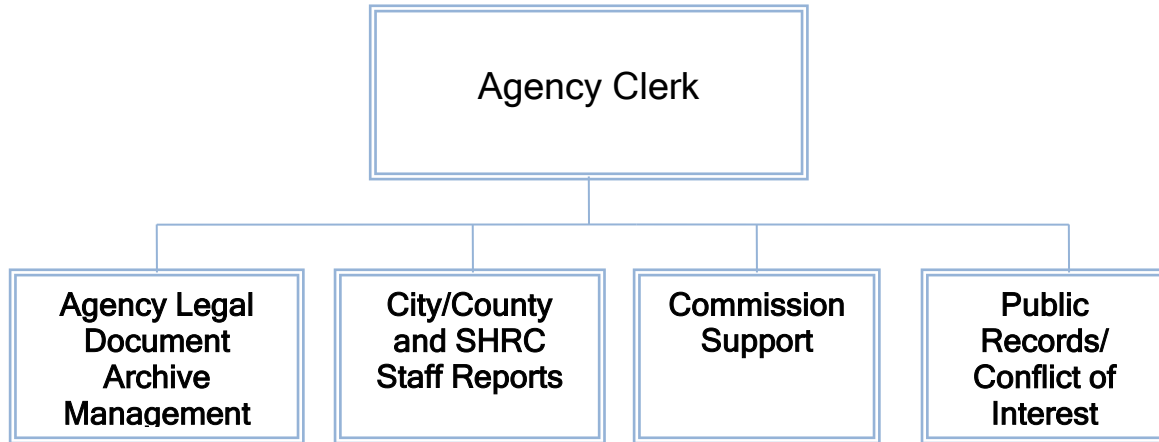 Agency Clerk
Agency Legal
Document
Archive
Management
City/County
and SHRC
Staff Reports
Commission
Support
Public
Records/
Conflict of
Interest